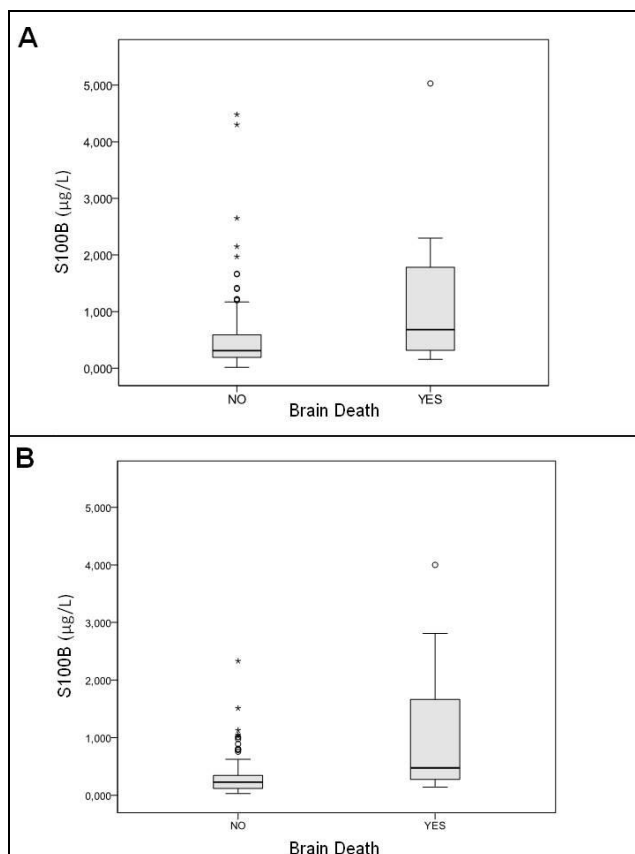 A
5,000
4,000
3,000
2,000
1,000
0,000
S100B (µg/L)
NO
YES
Brain Death
B
5,000
4,000
3,000
2,000
1,000
0,000
S100B (µg/L)
NO
YES
Brain Death